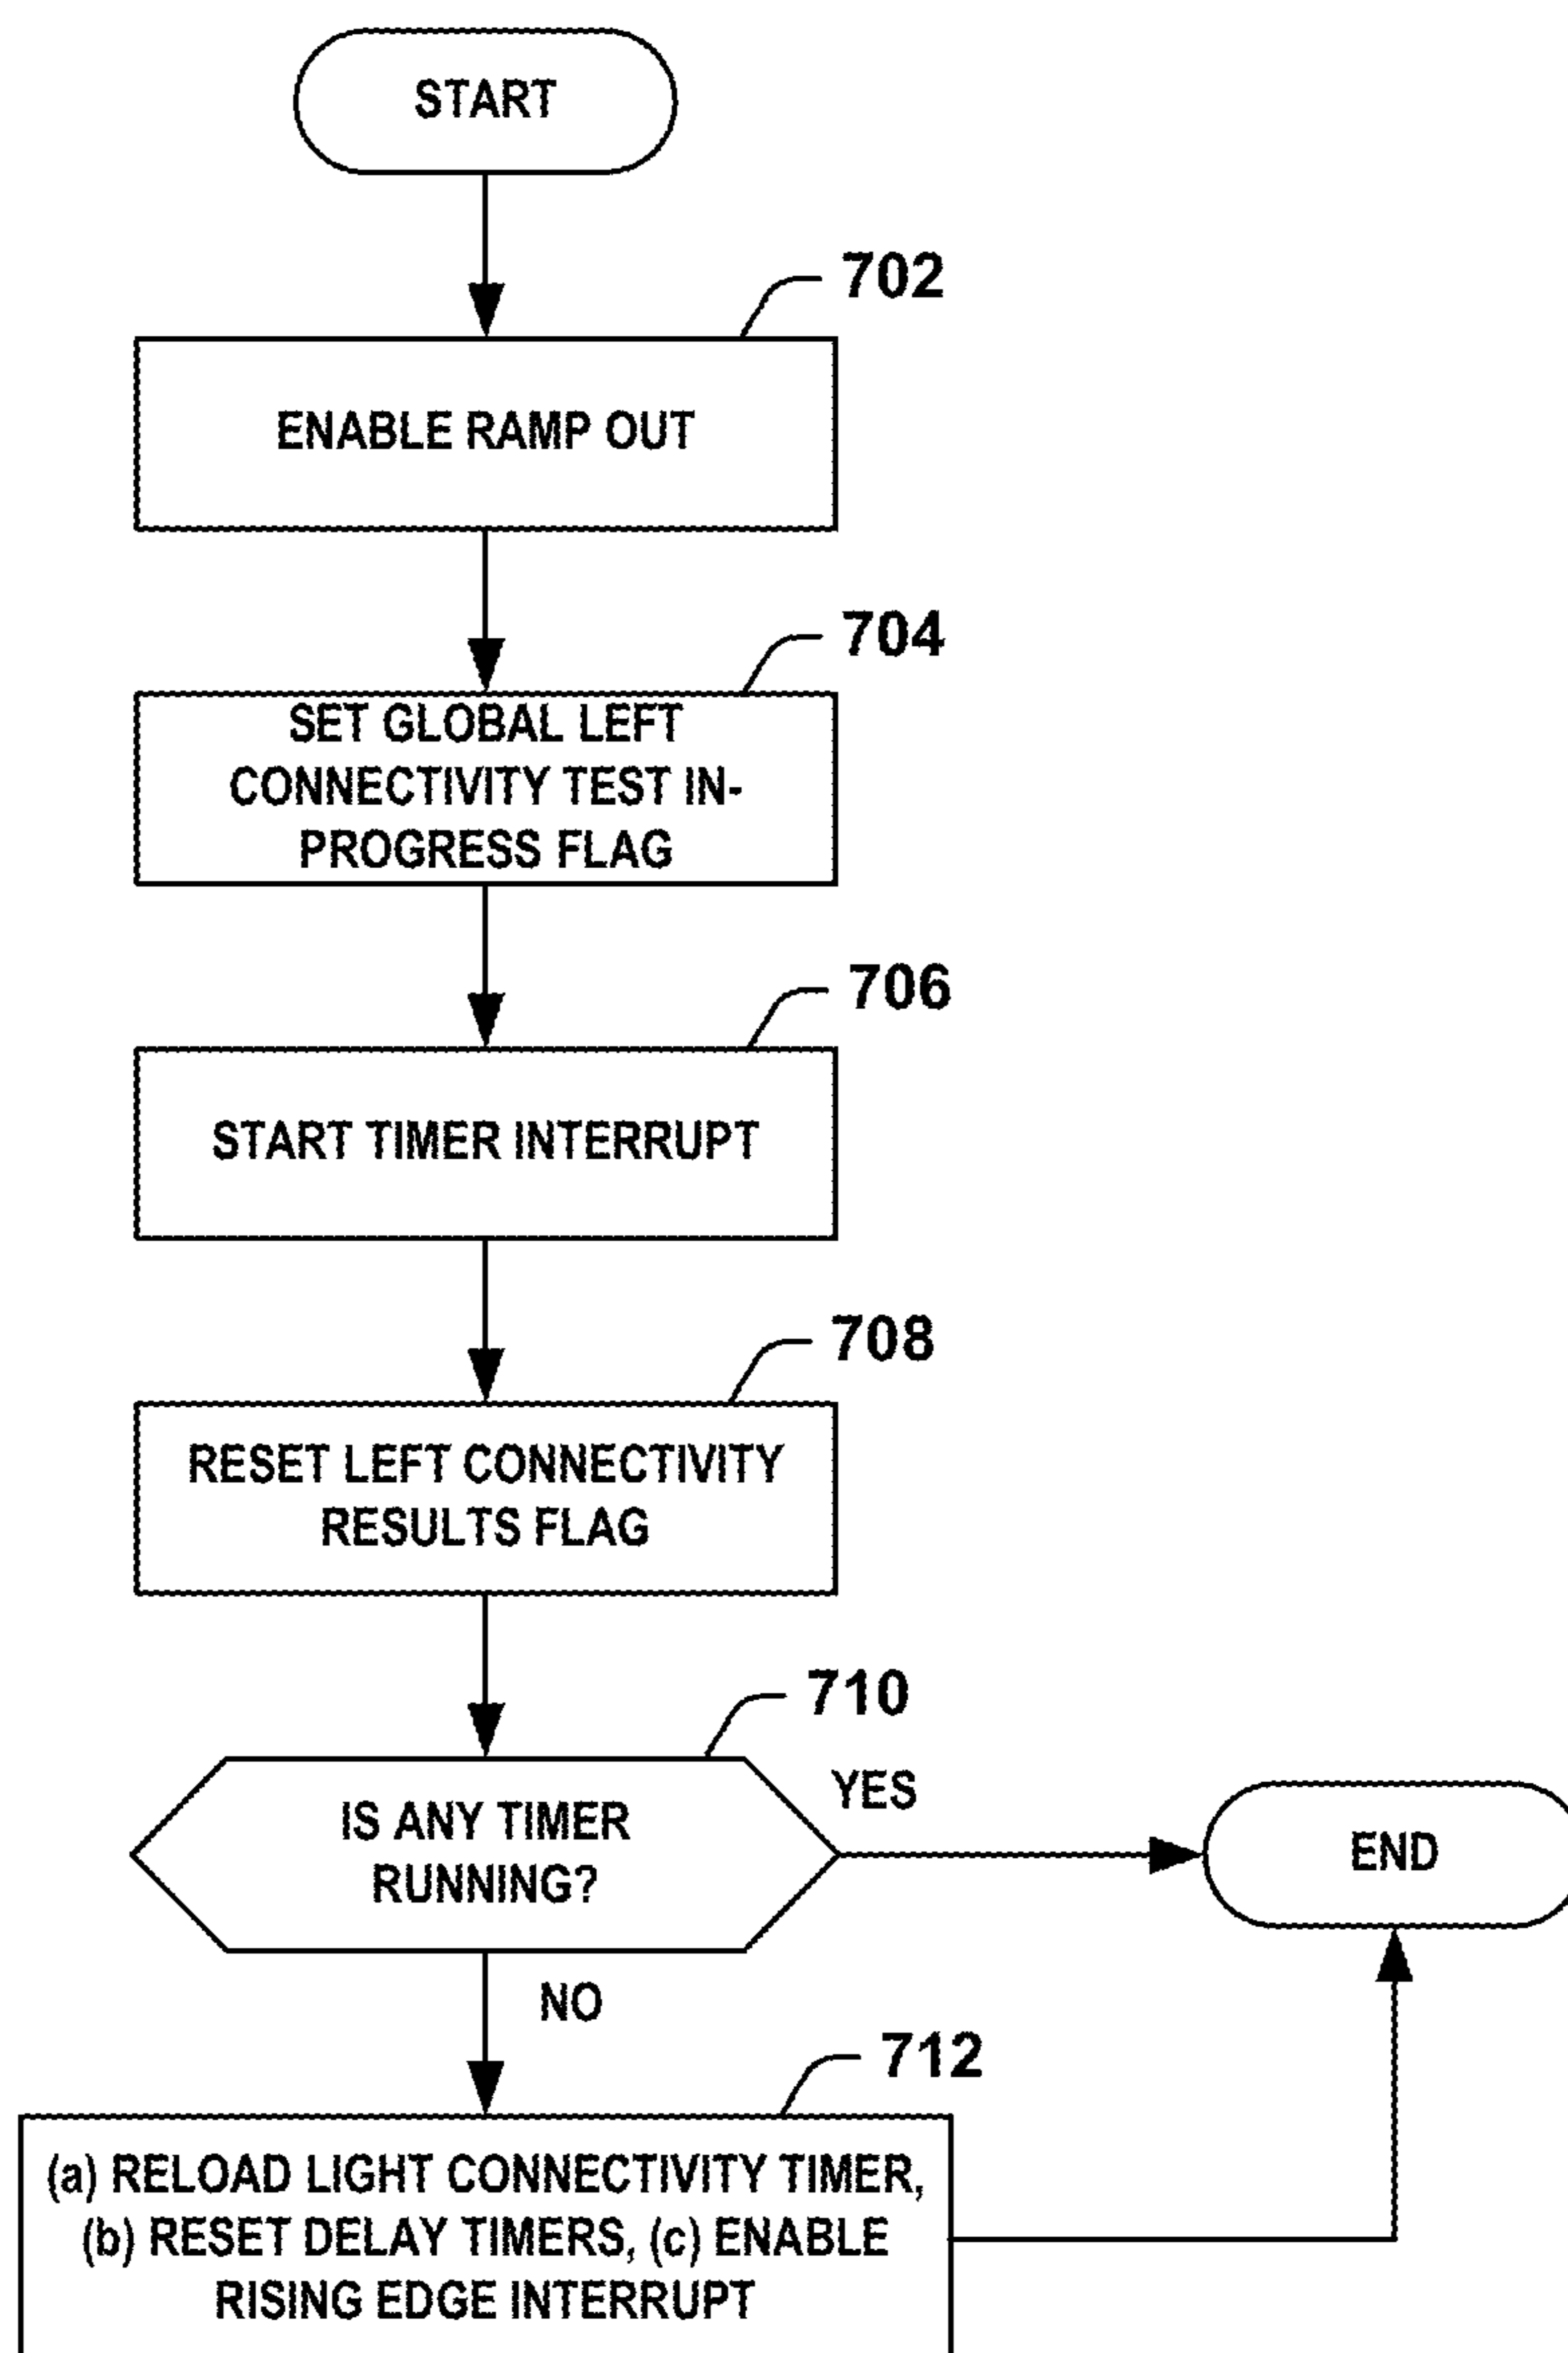 START
702
ENABLE RAMP OUT
704
SET GLOBAL LEFT
CONNECTIVITY TEST IN-
PROGRESS FLAG
706
START TIMER INTERRUPT
708
RESET LEFT CONNECTIVITY
RESULTS FLAG
710
IS ANY TIMER
RUNNING?
YES
END
NO
712
(a) RELOAD LIGHT CONNECTIVITY TIMER,
(b) RESET DELAY TIMERS, (c) ENABLE
RISING EDGE INTERRUPT